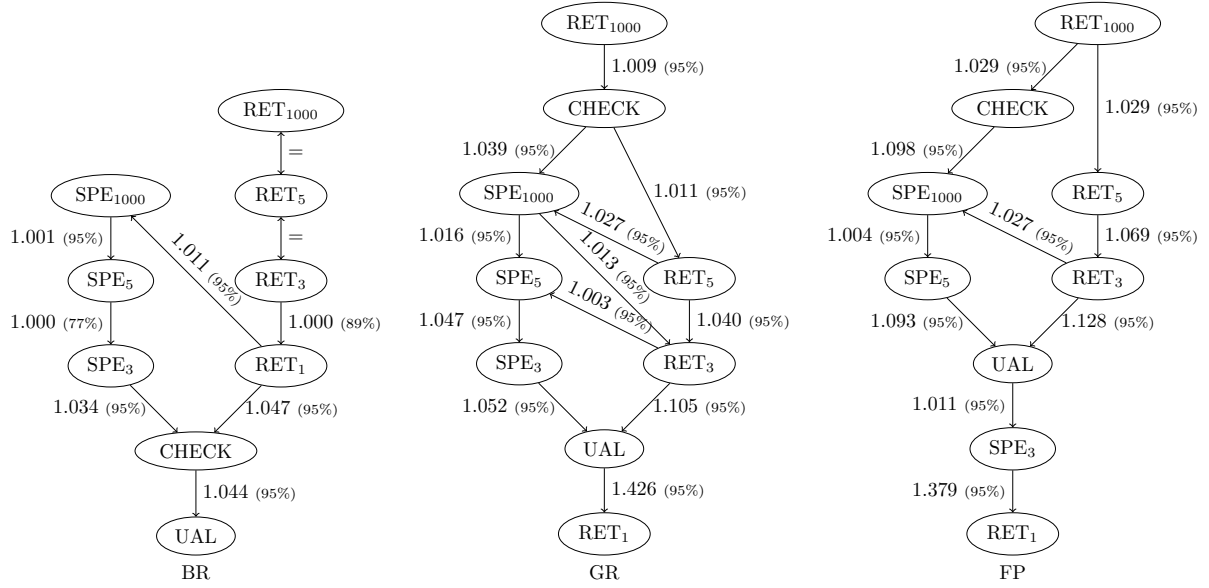 RET1000
=
RET5
=
RET3
SPE1000
1.001 (95%)
1.011 (95%)
SPE5
1.000 (77%)
1.000 (89%)
SPE3
RET1
1.034 (95%)
1.047 (95%)
CHECK
1.044 (95%)
UAL
BR
RET1000
1.009 (95%)
CHECK
1.039 (95%)
1.011 (95%)
SPE1000
1.027 (95%)
1.016 (95%)
1.013 (95%)
SPE5
RET5
1.003 (95%)
1.047 (95%)
1.040 (95%)
SPE3
RET3
1.052 (95%)
1.105 (95%)
UAL
1.426 (95%)
RET1
GR
RET1000
1.029 (95%)
CHECK
1.029 (95%)
1.098 (95%)
SPE1000
RET5
1.027 (95%)
1.004 (95%)
1.069 (95%)
SPE5
RET3
1.093 (95%)
1.128 (95%)
UAL
1.011 (95%)
SPE3
1.379 (95%)
RET1
FP